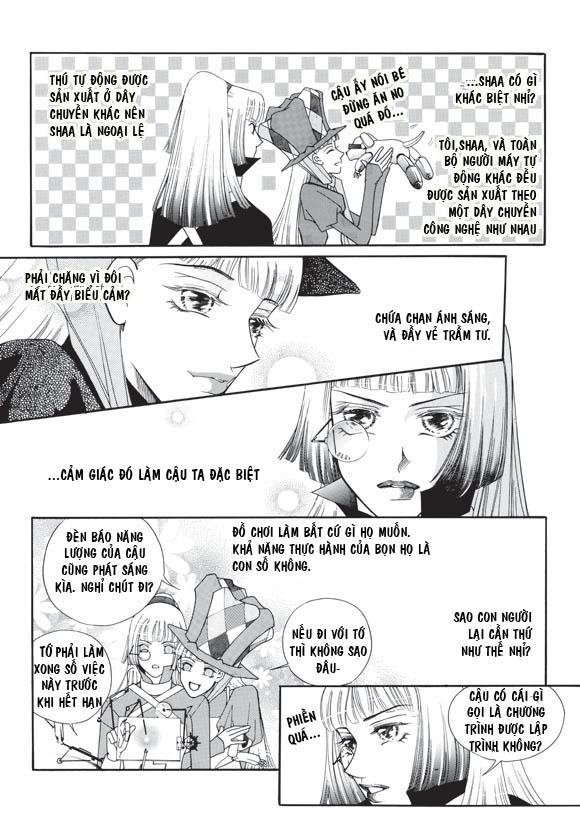 ...SHAA CÓ GÌ
KHÁC BIỆT NHỈ?
TÔI,SHAA, VÀ TOÀN
BỘ NGƯỜI MÁY TỰ
ĐỘNG KHÁC ĐỀU
ĐƯỢC SẢN XUẤT THEO
MỘT DÂY CHUYỀN
CÔNG NGHỆ NHƯ NHAU
CẬU ẤY NÓI BÉ
ĐỪNG ĂN NO
QUÁ ĐÓ...
THÚ TỰ ĐỘNG ĐƯỢC
SẢN XUẤT Ở DÂY
CHUYỀN KHÁC NÊN
SHAA LÀ NGOẠI LỆ
PHẢI CHĂNG VÌ ĐÔI
MẮT ĐẦY BIỂU CẢM?
CHỨA CHAN ÁNH SÁNG,
VÀ ĐẦY VẺ TRẦM TƯ.
...CẢM GIÁC ĐÓ LÀM CẬU TA ĐẶC BIỆT
ĐỒ CHƠI LÀM BẤT CỨ GÌ HỌ MUỐN.
KHẢ NĂNG THỰC HÀNH CỦA BỌN HỌ LÀ
CON SỐ KHÔNG.
SAO CON NGƯỜI
LẠI CẦN THỨ
NHƯ THẾ NHỈ?
ĐÈN BÁO NĂNG
LƯỢNG CỦA CẬU
CŨNG PHÁT SÁNG
KÌA. NGHỈ CHÚT ĐI?
TỚ PHẢI LÀM
XONG SỐ VIỆC
NÀY TRƯỚC
KHI HẾT HẠN
NẾU ĐI VỚI TỚ
THÌ KHÔNG SAO
ĐÂU-
PHIỀN
QUÁ...
CẬU CÓ CÁI GÌ
GỌI LÀ CHƯƠNG
TRÌNH ĐƯỢC LẬP
TRÌNH KHÔNG?